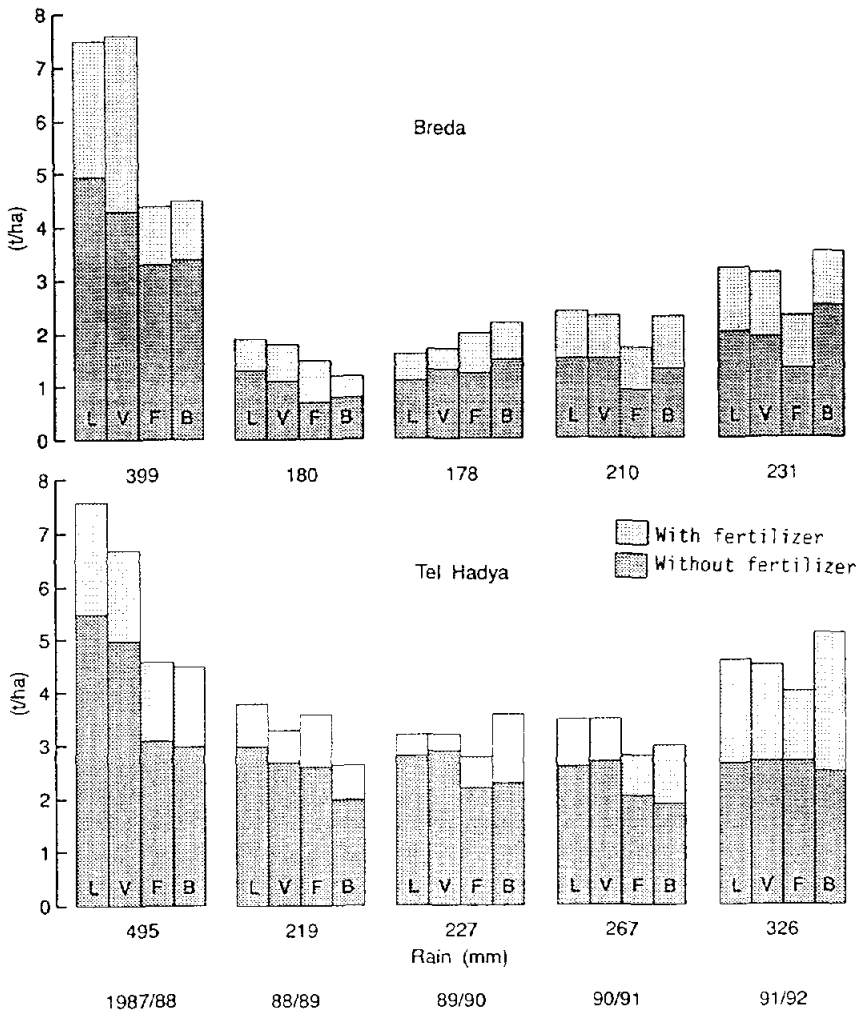 8
7
6
5
4
3
2
1
0
(t/ha)
Breda
L V F B
L V F B
L V F B
L V F B
L V F B
399 180 178 210 231
8
7
6
5
4
3
2
1
0
(t/ha)
Tel Hadya
With fertilizer
Without fertilizer
L V F B
L V F B
L V F B
L V F B
L V F B
495 219 227 267 326
Rain (mm)
1987/88 88/89 89/90 90/91 91/92